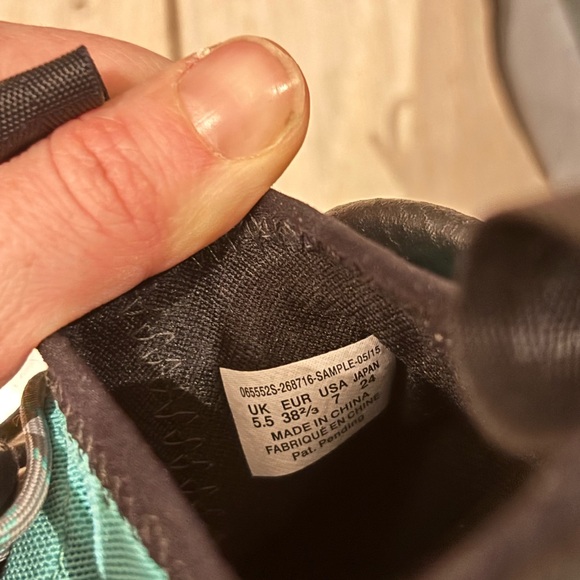 065552S-268716-SAMPLE-05/15
UK EUR USA JAPAN
5.5 38²/₃ 7 24
MADE IN CHINA
FABRIQUÉ EN CHINE
Pat. Pending